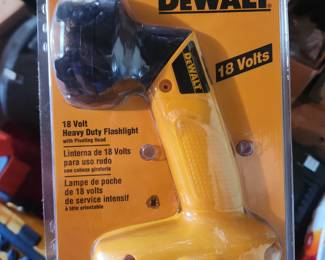 DEWALT
18 Volts
DEWALT
18 Volt
Heavy Duty Flashlight
with Pivoting Head
Linterna de 18 Volts
para uso rodo
con cabeza giratoria
Lampe de poche
de 18 volts
de service intensif
à tête orientable